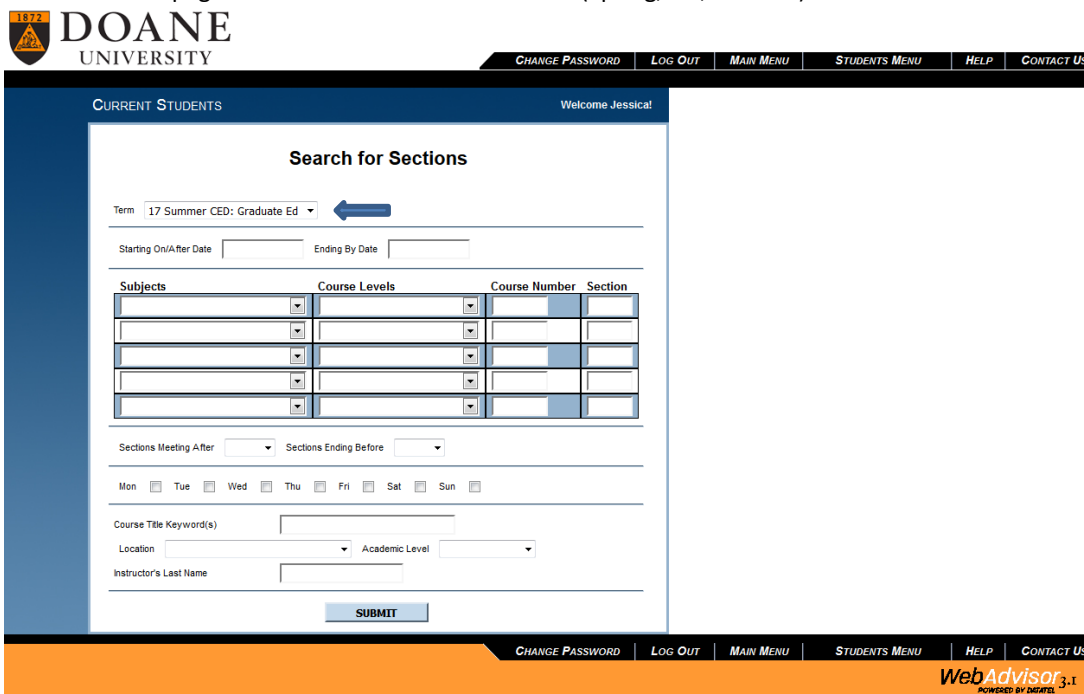 1872
DOANE
UNIVERSITY
CHANGE PASSWORD LOG OUT MAIN MENU STUDENTS MENU HELP CONTACT US
CURRENT STUDENTS Welcome Jessica!
Search for Sections
Term 17 Summer CED: Graduate Ed
Starting On/After Date Ending By Date
Subjects Course Levels Course Number Section
Sections Meeting After Sections Ending Before
Mon Tue Wed Thu Fri Sat Sun
Course Title Keyword(s)
Location Academic Level
Instructor's Last Name
SUBMIT
CHANGE PASSWORD LOG OUT MAIN MENU STUDENTS MENU HELP CONTACT US
WebAdvisor 3.1
POWERED BY DATATEL